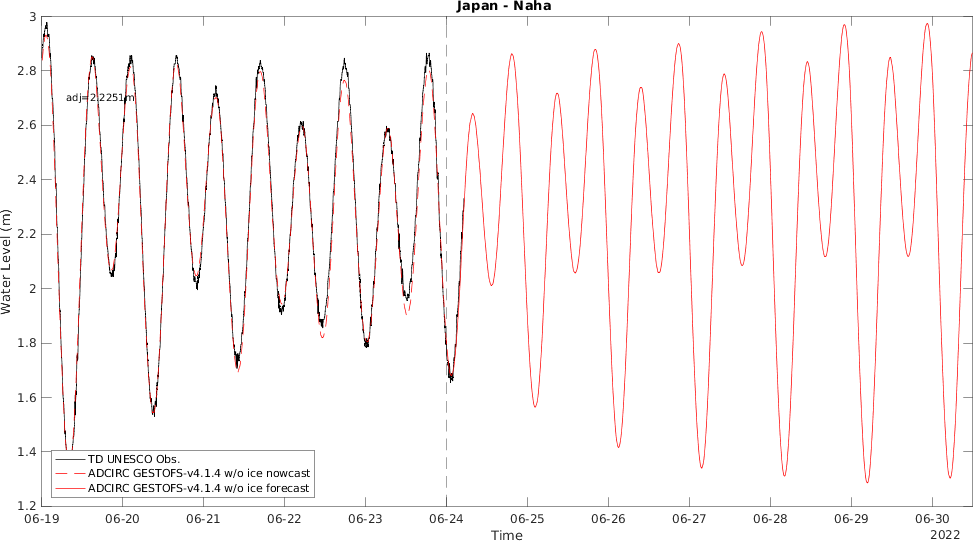 Japan - Naha
3
2.8
2.6
2.4
2.2
2
1.8
1.6
1.4
1.2
Water Level (m)
adj=2.2251m
TD UNESCO Obs.
ADCIRC GESTOFS-v4.1.4 w/o ice nowcast
ADCIRC GESTOFS-v4.1.4 w/o ice forecast
06-19 06-20 06-21 06-22 06-23 06-24 06-25 06-26 06-27 06-28 06-29 06-30
Time
2022